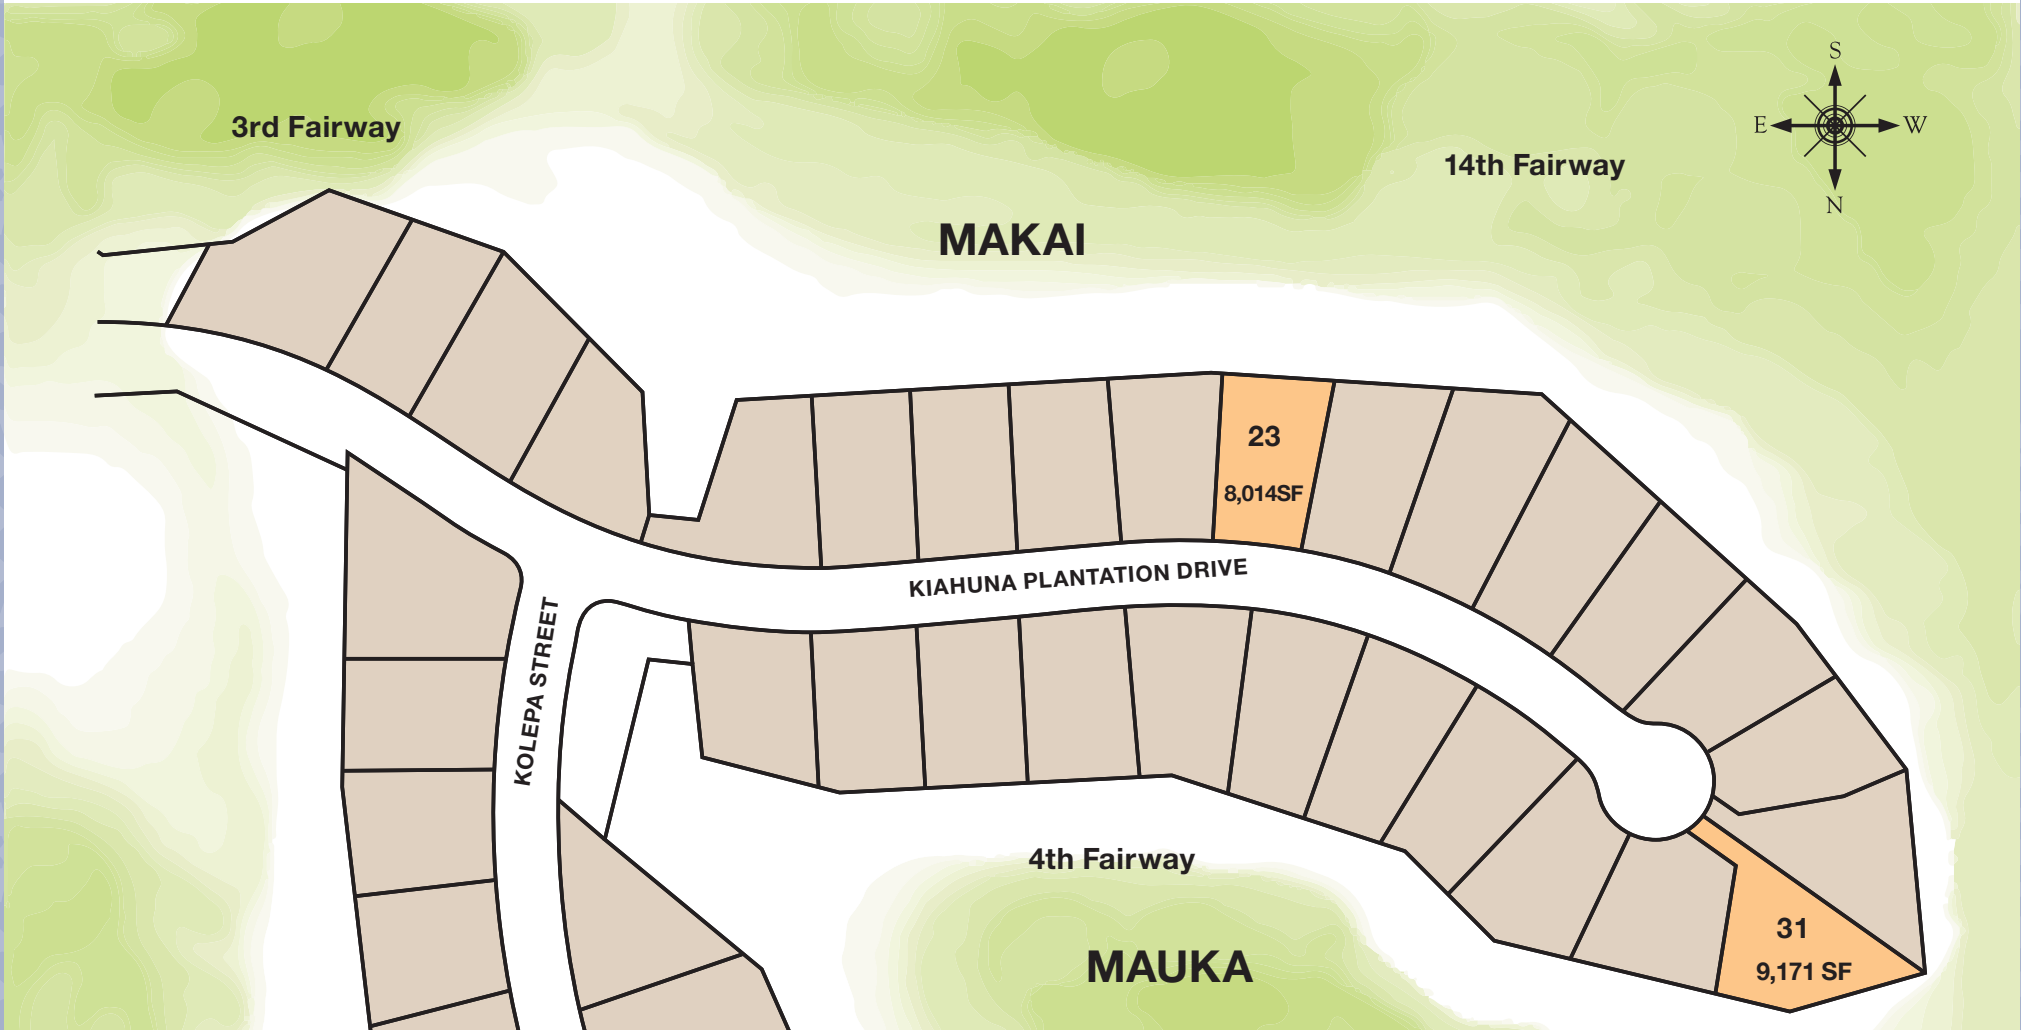 S
3rd Fairway
E
W
14th Fairway
N
MAKAI
23
8,014SF
KIAHUNA PLANTATION DRIVE
KOLEPA STREET
4th Fairway
31
MAUKA
9,171 SF